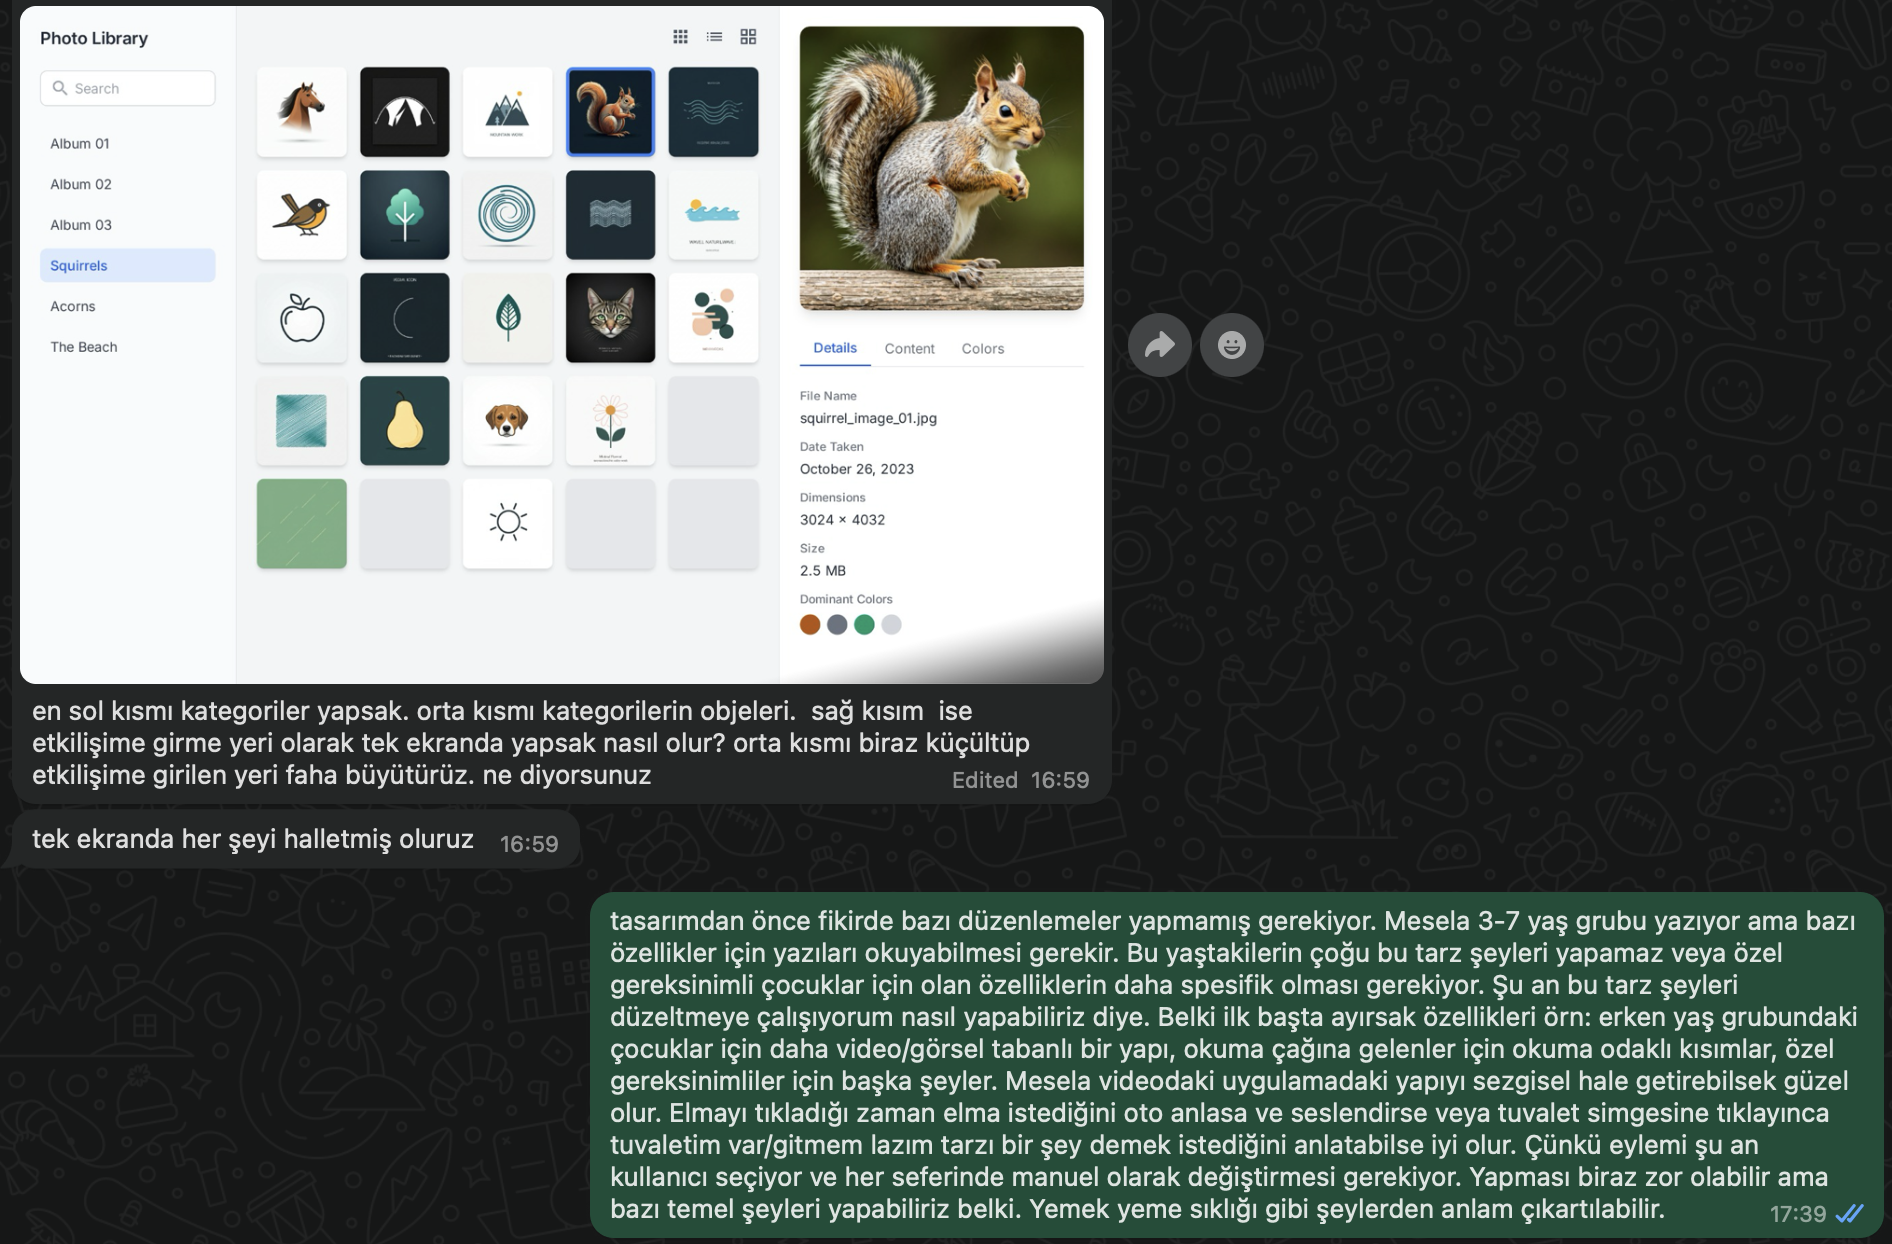 Photo Library
Search
Album 01
Album 02
Album 03
Squirrels
Acorns
The Beach
Details Content Colors
File Name
squirrel_image_01.jpg
Date Taken
October 26, 2023
Dimensions
3024 × 4032
Size
2.5 MB
Dominant Colors
en sol kısmı kategoriler yapsak. orta kısmı kategorilerin objeleri.  sağ kısım  ise
etkilişime girme yeri olarak tek ekranda yapsak nasıl olur? orta kısmı biraz küçültüp
etkilişime girilen yeri faha büyütürüz. ne diyorsunuz
Edited 16:59
tek ekranda her şeyi halletmiş oluruz 16:59
tasarımdan önce fikirde bazı düzenlemeler yapmamış gerekiyor. Mesela 3-7 yaş grubu yazıyor ama bazı
özellikler için yazıları okuyabilmesi gerekir. Bu yaştakilerin çoğu bu tarz şeyleri yapamaz veya özel
gereksinimli çocuklar için olan özelliklerin daha spesifik olması gerekiyor. Şu an bu tarz şeyleri
düzeltmeye çalışıyorum nasıl yapabiliriz diye. Belki ilk başta ayırsak özellikleri örn: erken yaş grubundaki
çocuklar için daha video/görsel tabanlı bir yapı, okuma çağına gelenler için okuma odaklı kısımlar, özel
gereksinimliler için başka şeyler. Mesela videodaki uygulamadaki yapıyı sezgisel hale getirebilsek güzel
olur. Elmayı tıkladığı zaman elma istediğini oto anlasa ve seslendirse veya tuvalet simgesine tıklayınca
tuvaletim var/gitmem lazım tarzı bir şey demek istediğini anlatabilse iyi olur. Çünkü eylemi şu an
kullanıcı seçiyor ve her seferinde manuel olarak değiştirmesi gerekiyor. Yapması biraz zor olabilir ama
bazı temel şeyleri yapabiliriz belki. Yemek yeme sıklığı gibi şeylerden anlam çıkartılabilir.
17:39